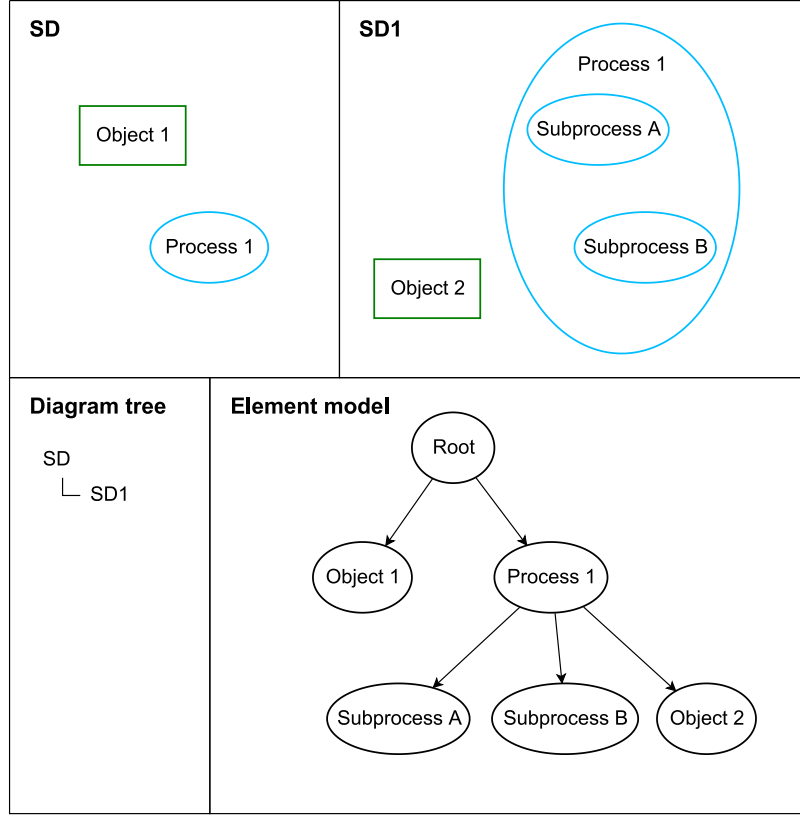 SD
Object 1
Process 1
SD1
Process 1
Subprocess A
Subprocess B
Object 2
Diagram tree
SD
SD1
Element model
Root
Object 1
Process 1
Subprocess A
Subprocess B
Object 2